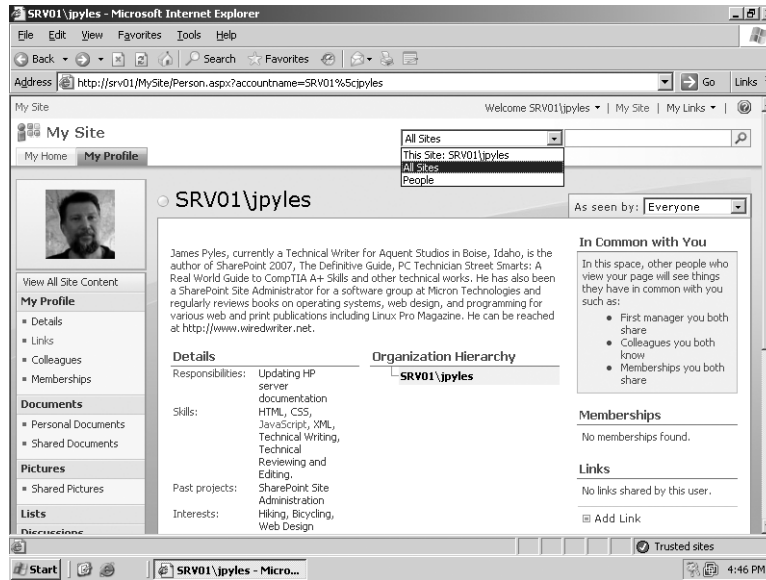 SRV01\jpyles - Microsoft Internet Explorer
File Edit View Favorites Tools Help
Back Search Favorites
Address http://srv01/MySite/Person.aspx?accountname=SRV01%5cjpyles Go Links
My Site Welcome SRV01\jpyles | My Site | My Links |
My Site All Sites
My Home My Profile This Site: SRV01\jpyles
All Sites
People
SRV01\jpyles
As seen by: Everyone
James Pyles, currently a Technical Writer for Aquent Studios in Boise, Idaho, is the
author of SharePoint 2007, The Definitive Guide, PC Technician Street Smarts: A
Real World Guide to CompTIA A+ Skills and other technical works. He has also been
a SharePoint Site Administrator for a software group at Micron Technologies and
regularly reviews books on operating systems, web design, and programming for
various web and print publications including Linux Pro Magazine. He can be reached
at http://www.wiredwriter.net.
View All Site Content
My Profile
Details
Links
Colleagues
Memberships
Documents
Personal Documents
Shared Documents
Pictures
Shared Pictures
Lists
Discussions
Details
Responsibilities: Updating HP
server
documentation
Skills: HTML, CSS,
JavaScript, XML,
Technical Writing,
Technical
Reviewing and
Editing.
Past projects: SharePoint Site
Administration
Interests: Hiking, Bicycling,
Web Design
Organization Hierarchy
SRV01\jpyles
In Common with You
In this space, other people who
view your page will see things
they have in common with you
such as:
First manager you both
share
Colleagues you both
know
Memberships you both
share
Memberships
No memberships found.
Links
No links shared by this user.
Add Link
Trusted sites
Start SRV01\jpyles - Micro... 4:46 PM